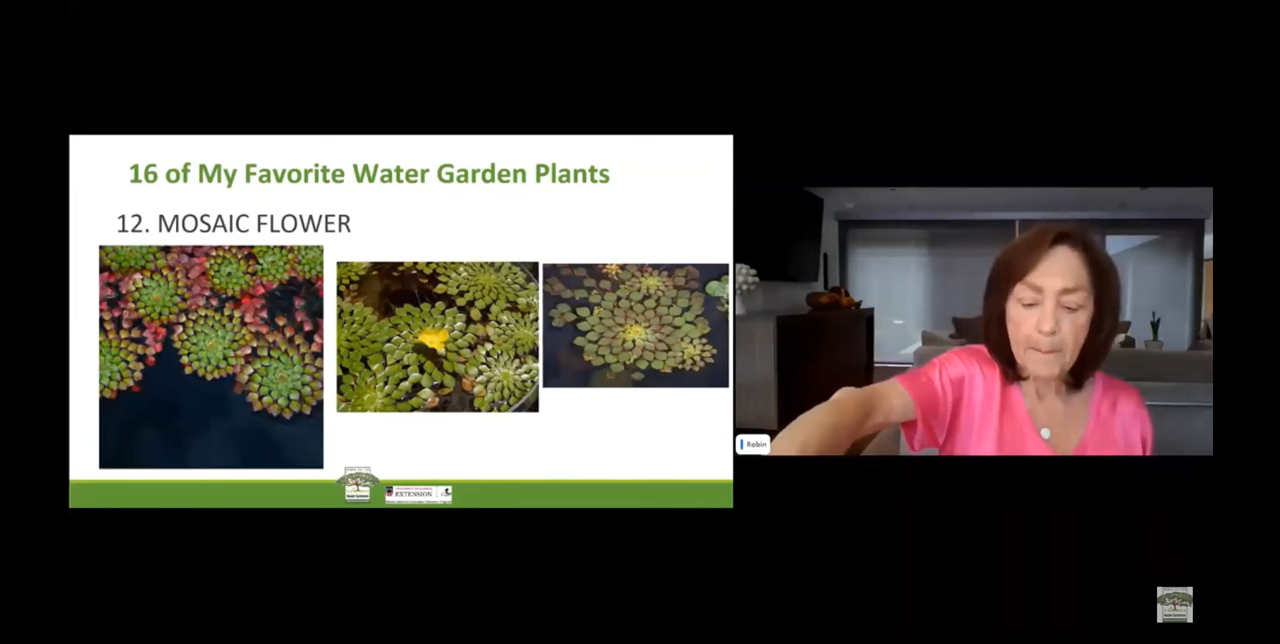 16 of My Favorite Water Garden Plants
12. MOSAIC FLOWER
EXTENSION
Robin